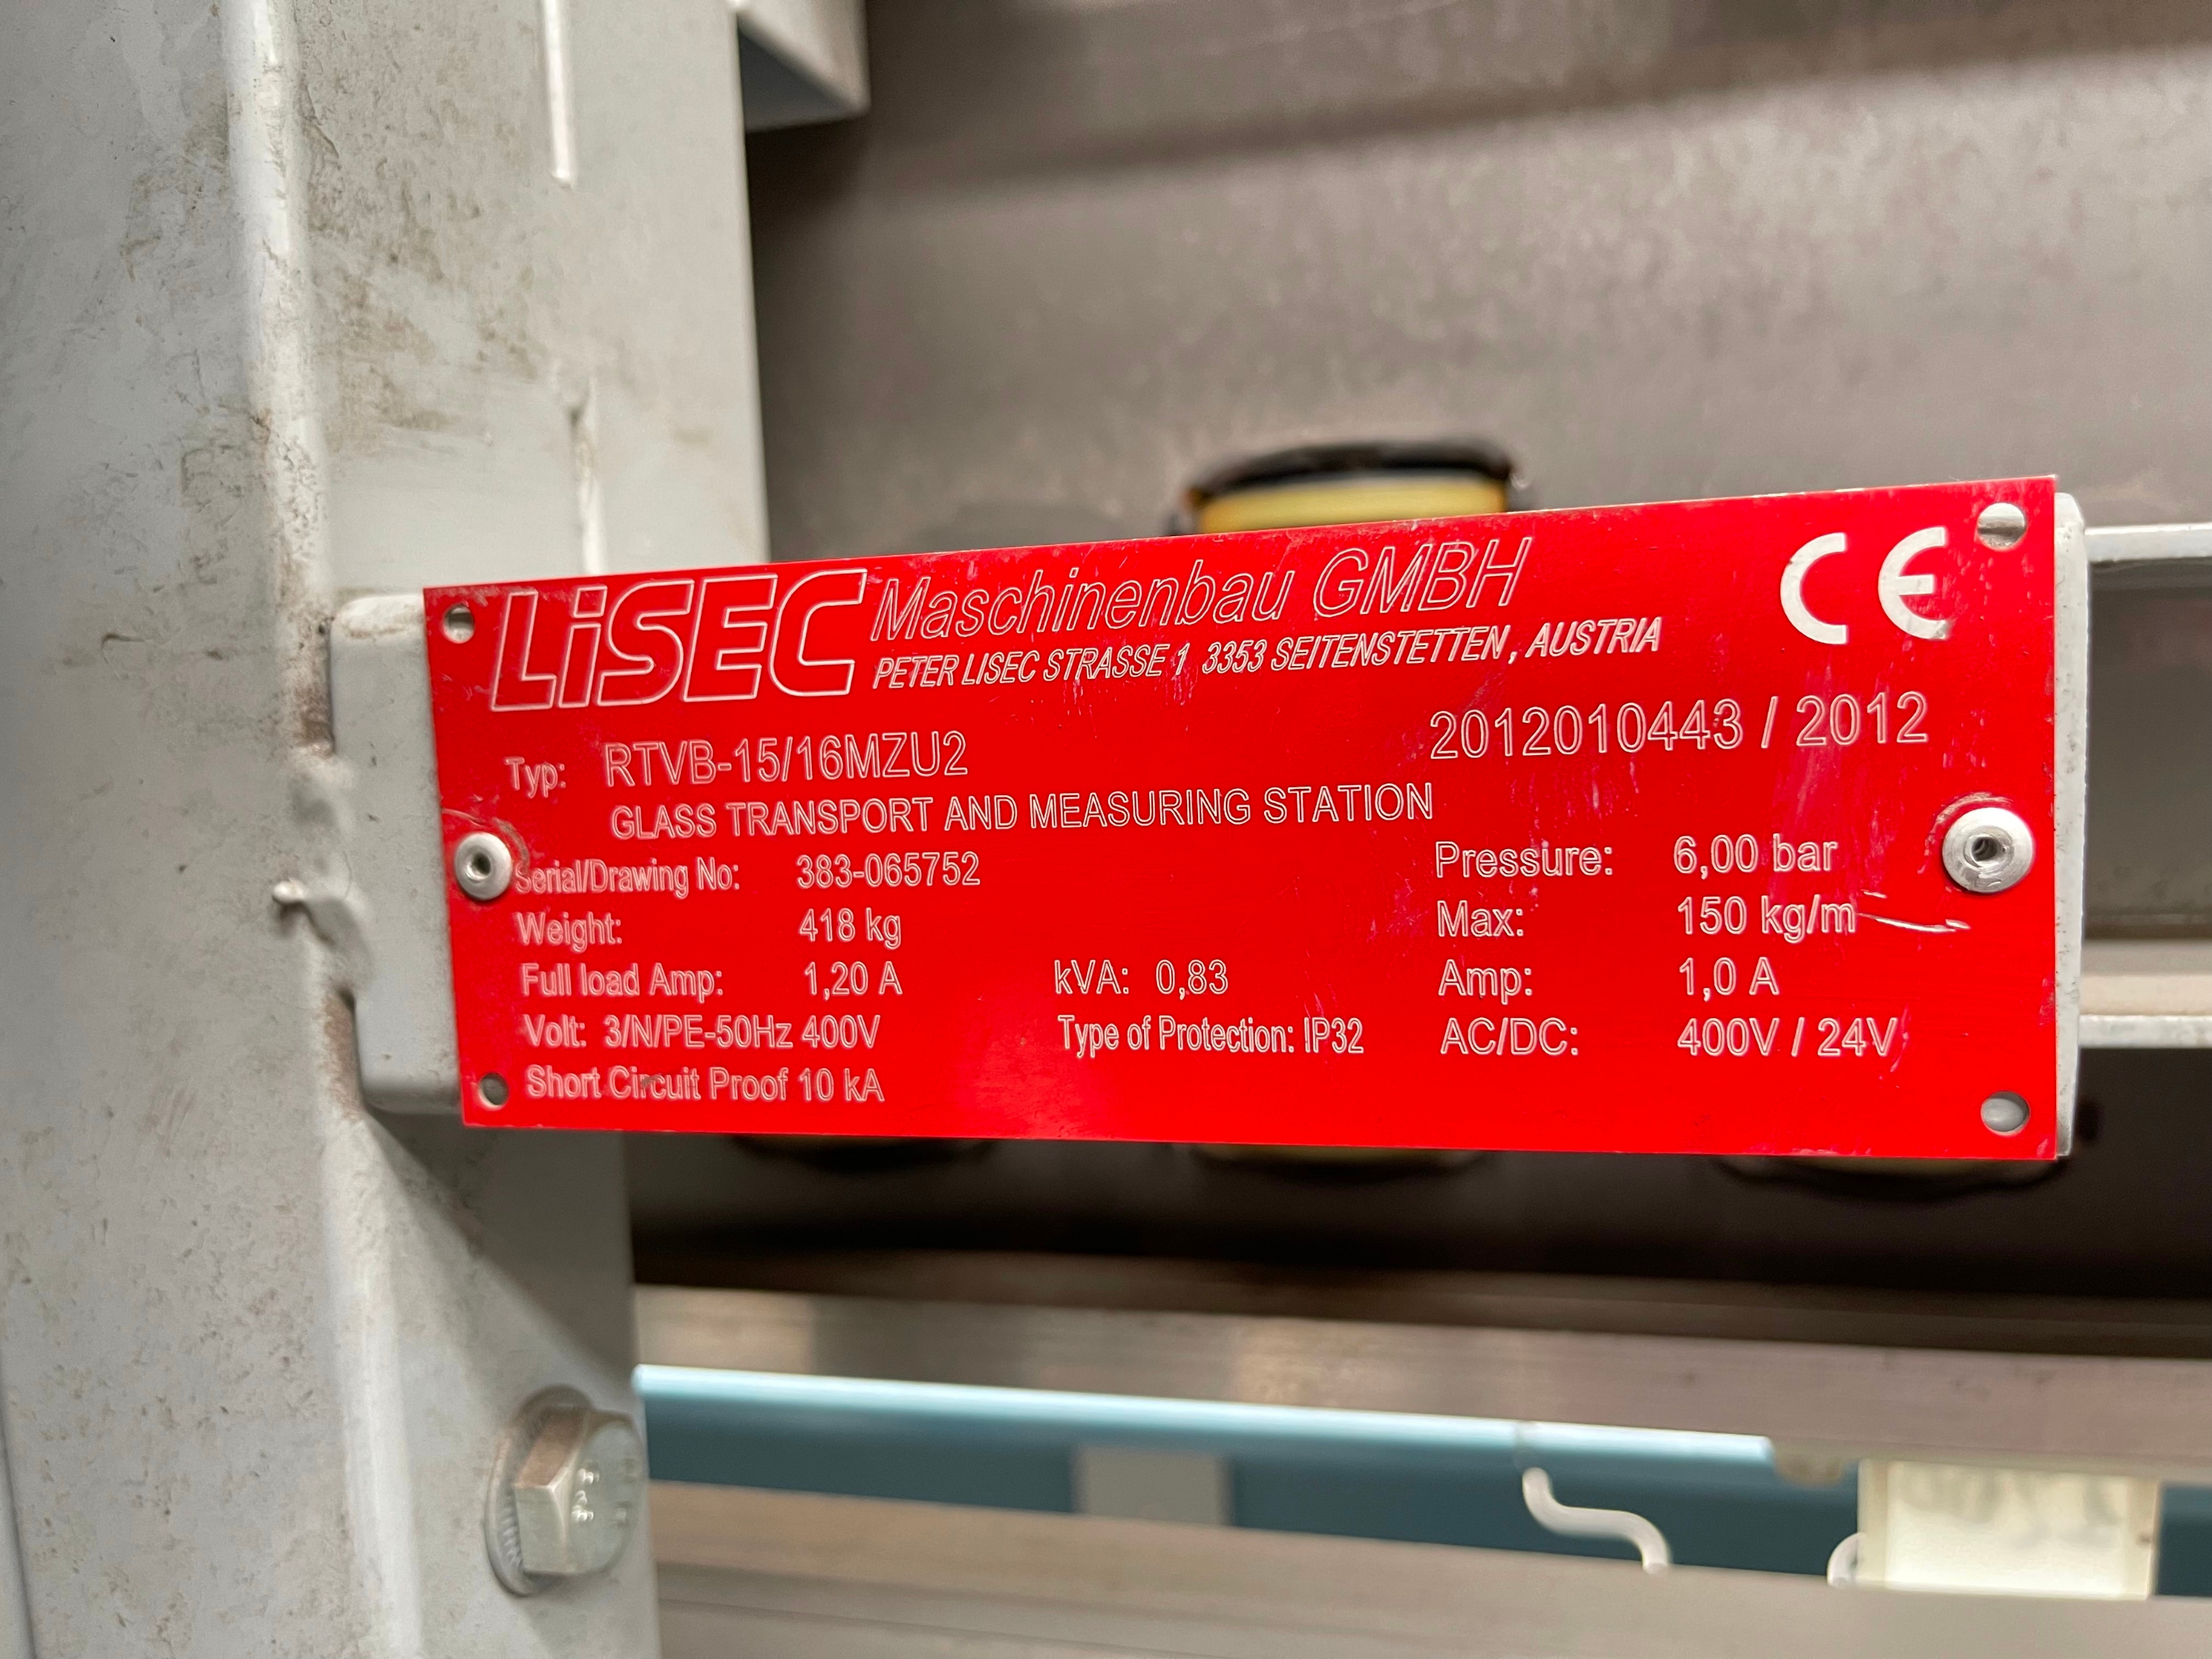 LiSEC Maschinenbau GMBH
PETER LISEC STRASSE 1 3353 SEITENSTETTEN, AUSTRIA
CE
2012010443 / 2012
Typ: RTVB-15/16MZU2
GLASS TRANSPORT AND MEASURING STATION
Serial/Drawing No: 383-065752
Pressure: 6,00 bar
Weight: 418 kg
Max: 150 kg/m
Full load Amp: 1,20 A kVA: 0,83
Amp: 1,0 A
Volt: 3/N/PE-50Hz 400V Type of Protection: IP32
AC/DC: 400V / 24V
Short Circuit Proof 10 kA